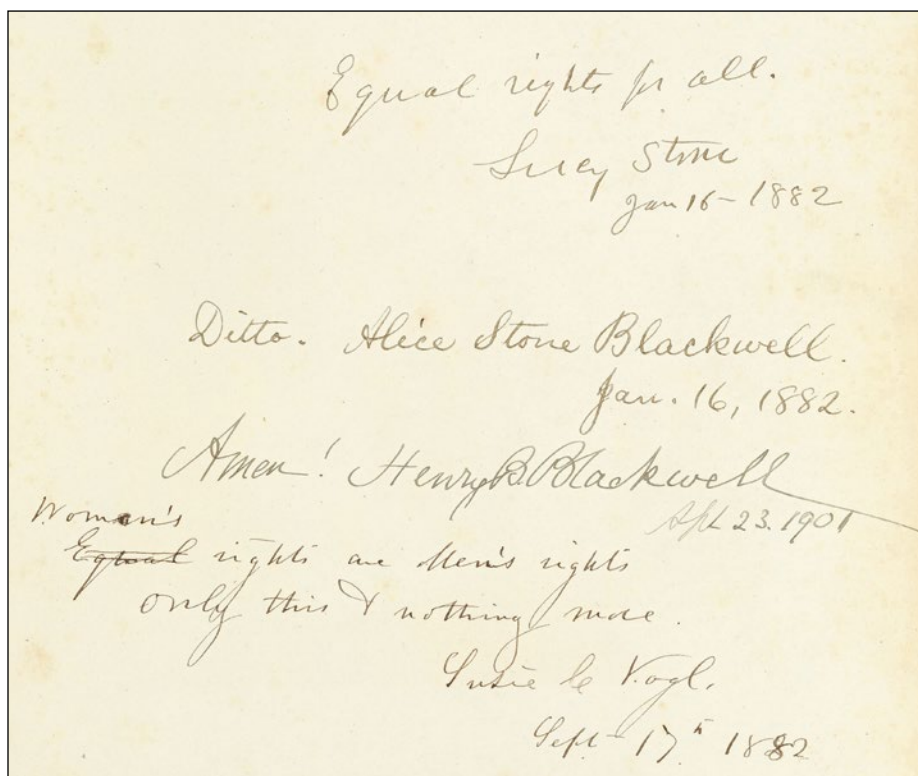 Equal rights for all.
Lucy Stone
Jan 16 – 1882
Ditto. Alice Stone Blackwell.
Jan. 16, 1882.
Amen! Henry B. Blackwell
23. 1901
Woman's
Equal rights are Men's rights
only this & nothing more.
Susie Vogl.
Sept – 17th 1882